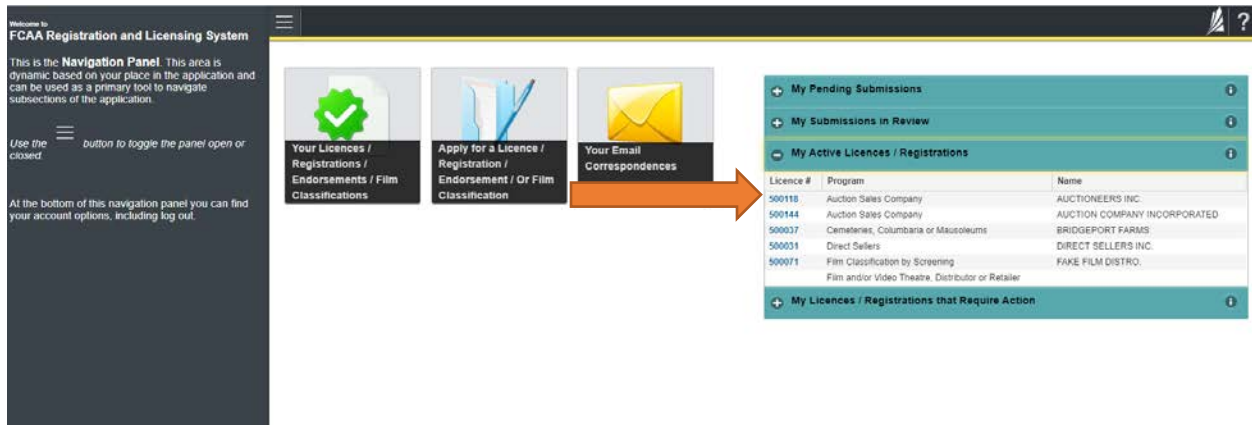 Welcome to
FCAA Registration and Licensing System
This is the Navigation Panel. This area is
dynamic based on your place in the application and
can be used as a primary tool to navigate
subsections of the application.
Use the button to toggle the panel open or
closed.
At the bottom of this navigation panel you can find
your account options, including log out.
?
Your Licences /
Registrations /
Endorsements / Film
Classifications
Apply for a Licence /
Registration /
Endorsement / Or Film
Classification
Your Email
Correspondences
My Pending Submissions
My Submissions in Review
My Active Licences / Registrations
Licence # Program Name
500118 Auction Sales Company AUCTIONEERS INC.
500144 Auction Sales Company AUCTION COMPANY INCORPORATED
500037 Cemeteries, Columbaria or Mausoleums BRIDGEPORT FARMS
500031 Direct Sellers DIRECT SELLERS INC.
500071 Film Classification by Screening FAKE FILM DISTRO.
Film and/or Video Theatre, Distributor or Retailer
My Licences / Registrations that Require Action